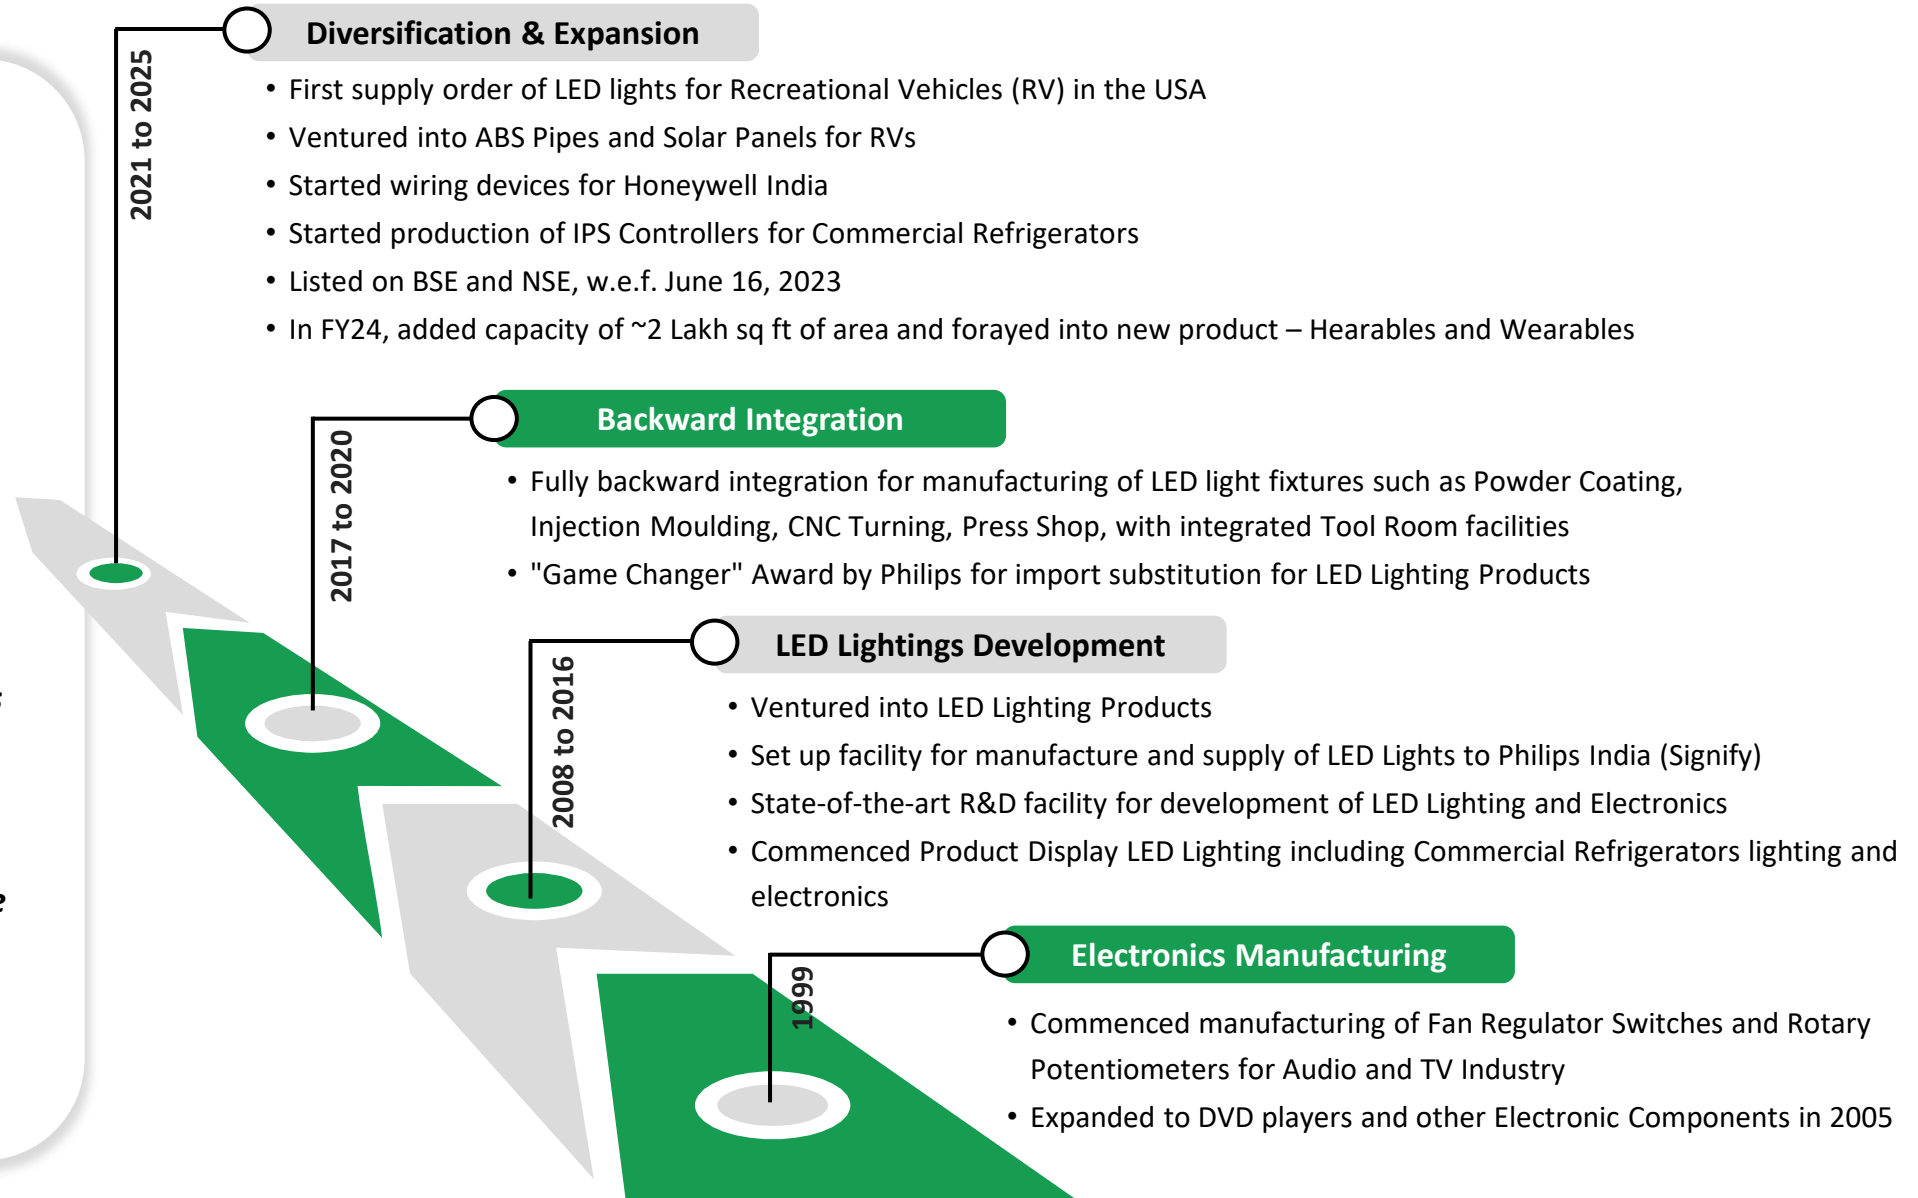 Diversification & Expansion
2021 to 2025
• First supply order of LED lights for Recreational Vehicles (RV) in the USA
• Ventured into ABS Pipes and Solar Panels for RVs
• Started wiring devices for Honeywell India
• Started production of IPS Controllers for Commercial Refrigerators
• Listed on BSE and NSE, w.e.f. June 16, 2023
• In FY24, added capacity of ~2 Lakh sq ft of area and forayed into new product – Hearables and Wearables
Backward Integration
2017 to 2020
• Fully backward integration for manufacturing of LED light fixtures such as Powder Coating,
Injection Moulding, CNC Turning, Press Shop, with integrated Tool Room facilities
• "Game Changer" Award by Philips for import substitution for LED Lighting Products
LED Lightings Development
2008 to 2016
• Ventured into LED Lighting Products
• Set up facility for manufacture and supply of LED Lights to Philips India (Signify)
• State-of-the-art R&D facility for development of LED Lighting and Electronics
• Commenced Product Display LED Lighting including Commercial Refrigerators lighting and
electronics
Electronics Manufacturing
1999
• Commenced manufacturing of Fan Regulator Switches and Rotary
Potentiometers for Audio and TV Industry
• Expanded to DVD players and other Electronic Components in 2005